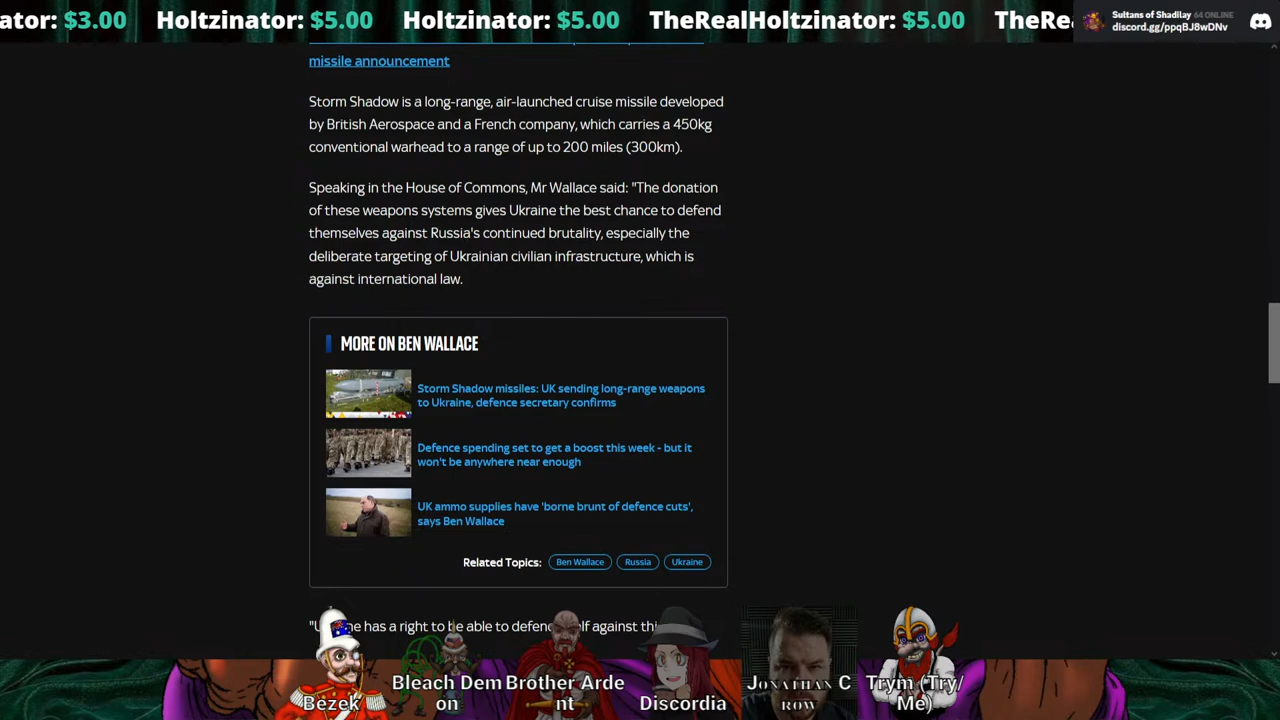 ator: $3.00 Holtzinator: $5.00 Holtzinator: $5.00 TheRealHoltzinator: $5.00 TheRea
Sultans of Shadilay 64 ONLINE
discord.gg/ppqBJ8wDNv
missile announcement
Storm Shadow is a long-range, air-launched cruise missile developed
by British Aerospace and a French company, which carries a 450kg
conventional warhead to a range of up to 200 miles (300km).
Speaking in the House of Commons, Mr Wallace said: "The donation
of these weapons systems gives Ukraine the best chance to defend
themselves against Russia's continued brutality, especially the
deliberate targeting of Ukrainian civilian infrastructure, which is
against international law.
MORE ON BEN WALLACE
Storm Shadow missiles: UK sending long-range weapons
to Ukraine, defence secretary confirms
Defence spending set to get a boost this week - but it
won't be anywhere near enough
UK ammo supplies have 'borne brunt of defence cuts',
says Ben Wallace
Related Topics: Ben Wallace Russia Ukraine
has a right to be able to defend against
Bezek
Bleach Dem
on
Brother Arde
nt
Discordia
Jonathan C
row
Trym (Try/
Me)